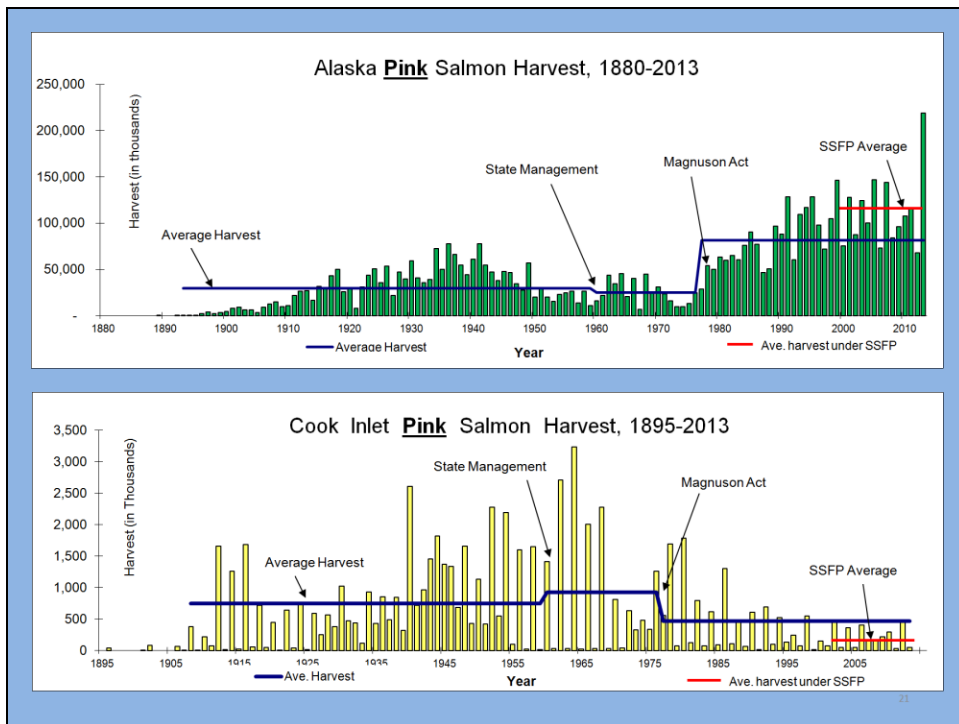 Alaska Pink Salmon Harvest, 1880-2013
250,000
200,000
150,000
100,000
50,000
-
Harvest (in thousands)
Average Harvest
State Management
Magnuson Act
SSFP Average
1880 1890 1900 1910 1920 1930 1940 1950 1960 1970 1980 1990 2000 2010
Average Harvest
Year
Ave. harvest under SSFP
Cook Inlet Pink Salmon Harvest, 1895-2013
3,500
3,000
2,500
2,000
1,500
1,000
500
0
Harvest (in Thousands)
Average Harvest
State Management
Magnuson Act
SSFP Average
1895 1905 1915 1925 1935 1945 1955 1965 1975 1985 1995 2005
Ave. Harvest
Year
Ave. harvest under SSFP
21